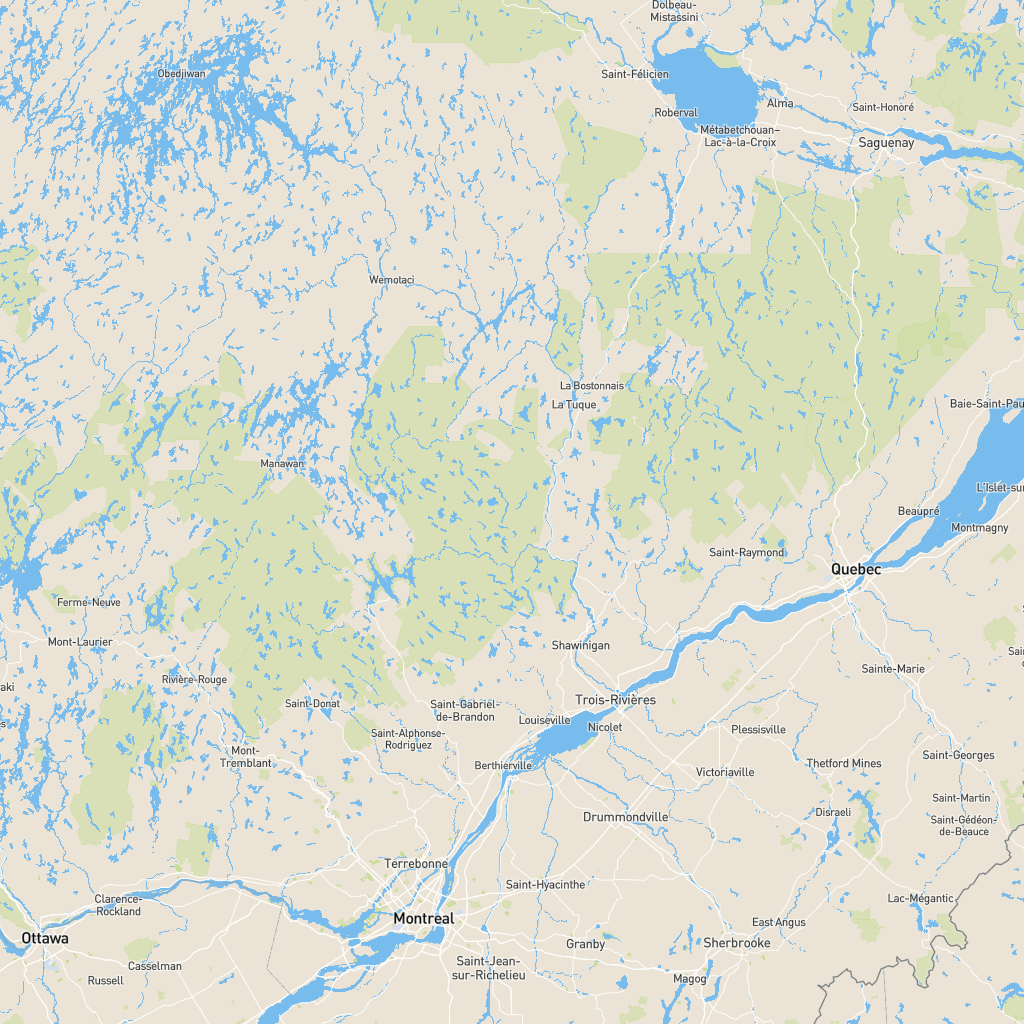 Dolbeau-
Mistassini
Obedjiwan
Saint-Félicien
Alma
Saint-Honoré
Roberval
Métabetchouan–
Lac-à-la-Croix
Saguenay
Wemotaci
La Bostonnais
La Tuque
Baie-Saint-Pau
Manawan
L'Islét-sur
Beaupré
Montmagny
Saint-Raymond
Quebec
Ferme-Neuve
Mont-Laurier
Shawinigan
Sainte-Marie
Rivière-Rouge
Saint-Donat
Saint-Gabriel-
de-Brandon
Trois-Rivières
Louiseville
Nicolet
Plessisville
Saint-Alphonse-
Rodriguez
Mont-
Tremblant
Berthierville
Victoriaville
Thetford Mines
Saint-Georges
Saint-Martin
Drummondville
Disraeli
Saint-Gédéon-
de-Beauce
Terrebonne
Saint-Hyacinthe
Clarence-
Rockland
Lac-Mégantic
Montreal
East Angus
Ottawa
Granby
Sherbrooke
Casselman
Saint-Jean-
sur-Richelieu
Russell
Magog